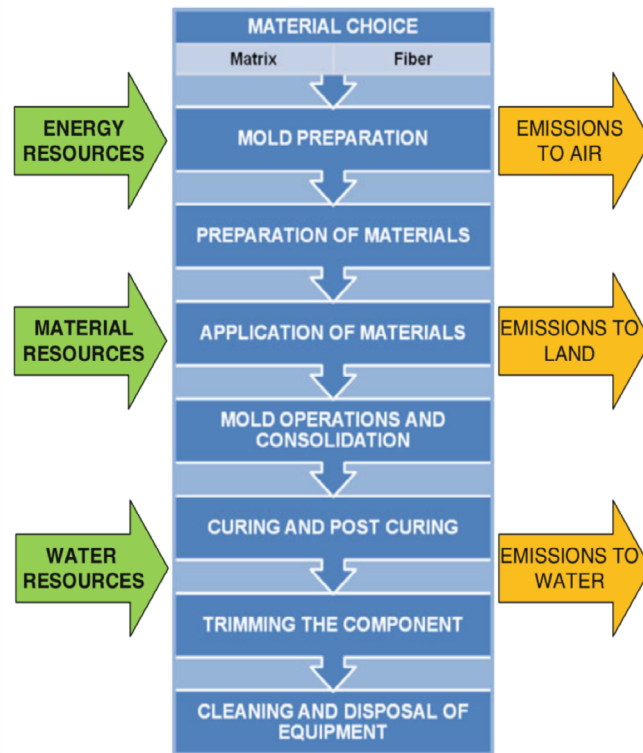 MATERIAL CHOICE
Matrix
Fiber
ENERGY
RESOURCES
MOLD PREPARATION
EMISSIONS
TO AIR
PREPARATION OF MATERIALS
MATERIAL
RESOURCES
APPLICATION OF MATERIALS
EMISSIONS TO
LAND
MOLD OPERATIONS AND
CONSOLIDATION
CURING AND POST CURING
WATER
RESOURCES
EMISSIONS TO
WATER
TRIMMING THE COMPONENT
CLEANING AND DISPOSAL OF
EQUIPMENT